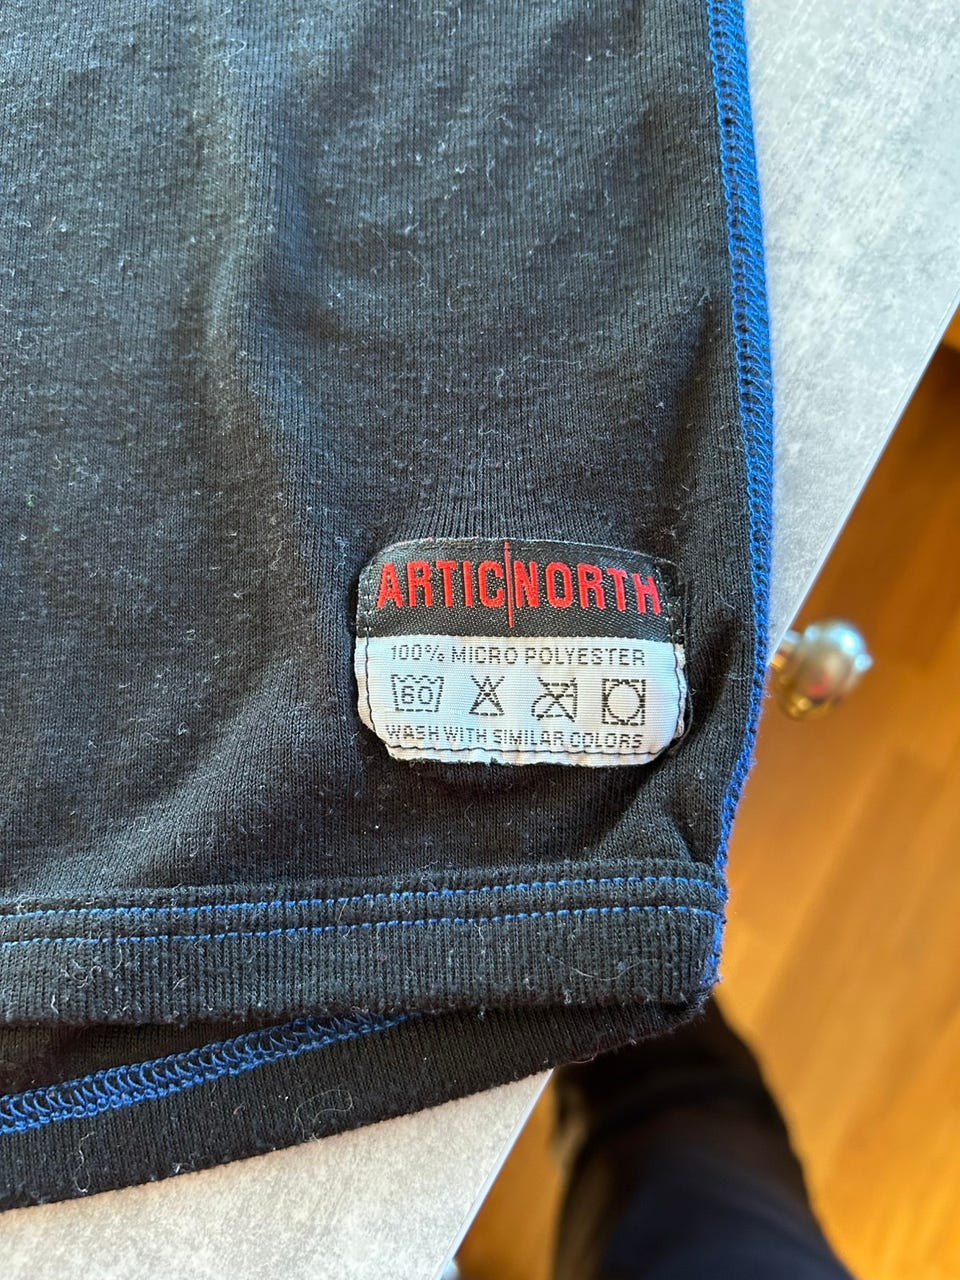 ARTIC|NORTH
100% MICRO POLYESTER
60
WASH WITH SIMILAR COLORS